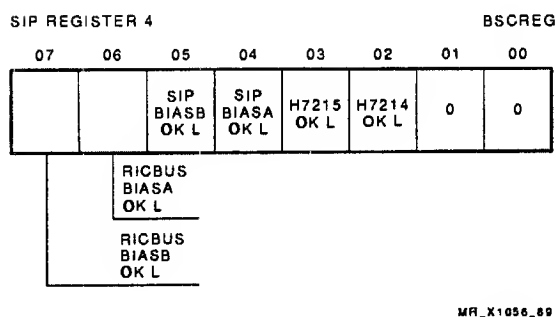 SIP REGISTER 4 BSCREG
07 06 05 04 03 02 01 00
SIP BIASB OK L
SIP BIASA OK L
H7215 OK L
H7214 OK L
0
0
RICBUS
BIASA
OK L
RICBUS
BIASB
OK L
MR_X1056_89